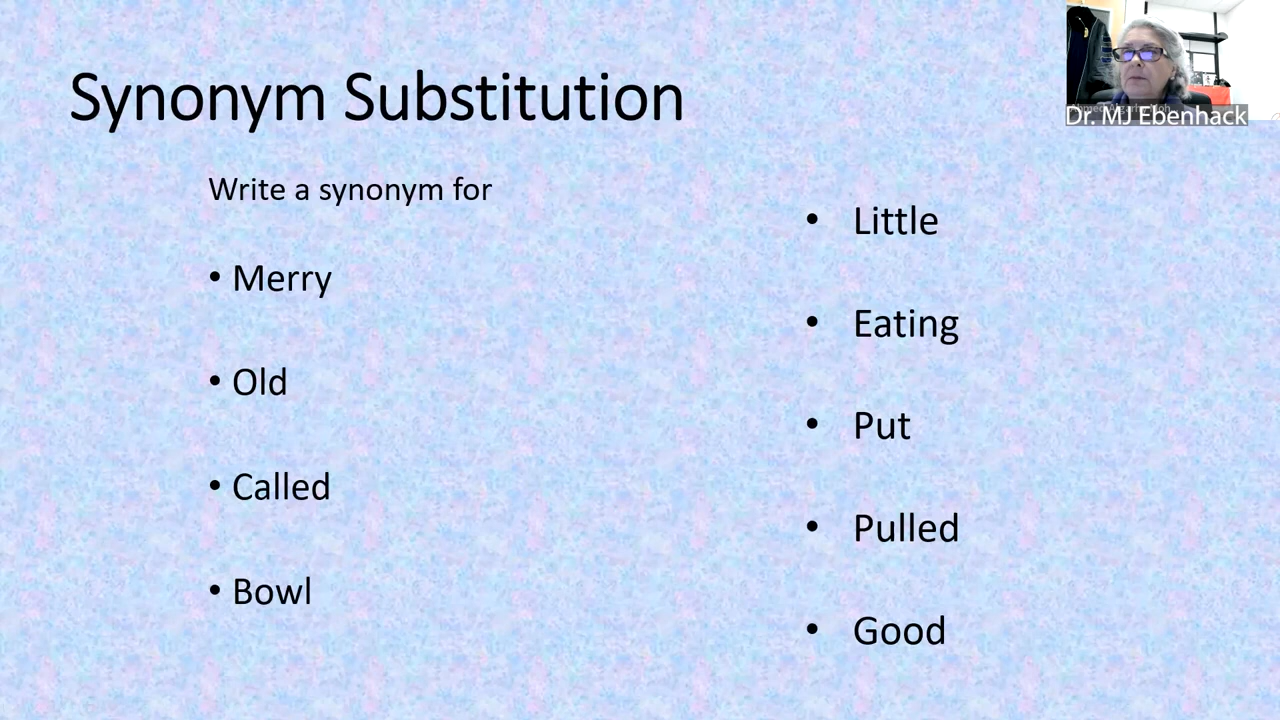 Synonym Substitution
Write a synonym for
• Merry
• Old
• Called
• Bowl
• Little
• Eating
• Put
• Pulled
• Good
Dr. MJ Ebenhack